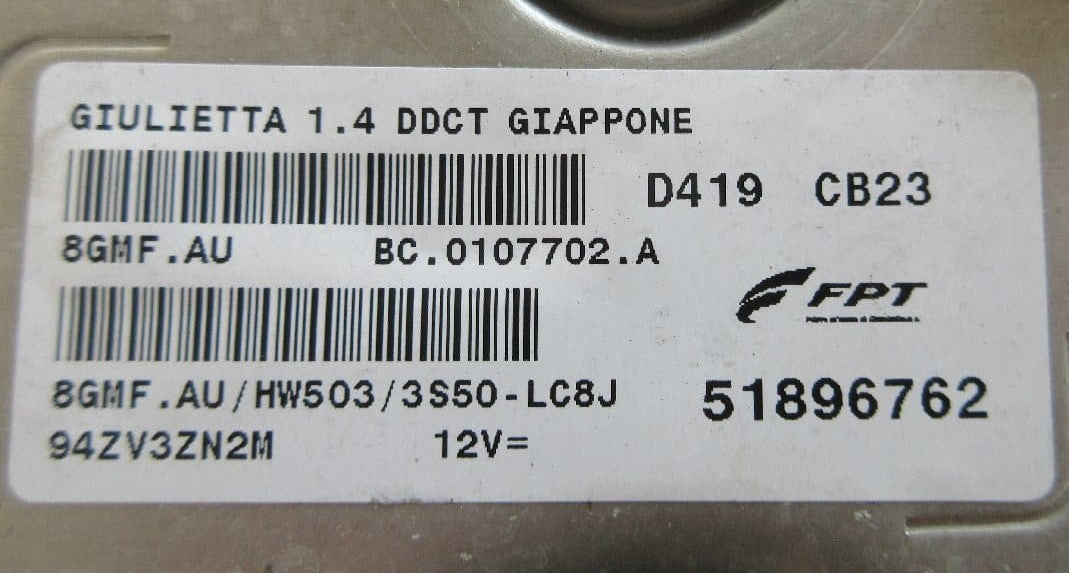 GIULIETTA 1.4 DDCT GIAPPONE
D419 CB23
8GMF.AU BC.0107702.A
FPT
8GMF.AU/HW503/3S50-LC8J
51896762
94ZV3ZN2M 12V=